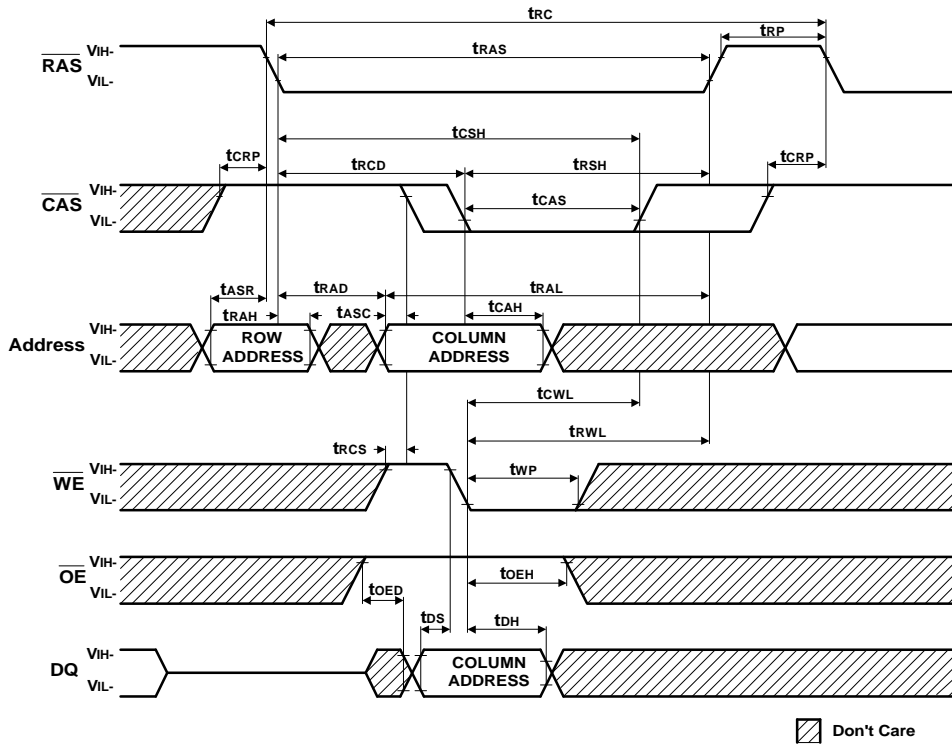 tRC
VIH-
RAS
VIL-
tRAS
tRP
tCSH
tCRP
tRCD
tRSH
tCRP
VIH-
CAS
VIL-
tCAS
tASR
tRAD
tRAL
tRAH
tASC
tCAH
VIH-
Address
VIL-
ROW
ADDRESS
COLUMN
ADDRESS
tCWL
tRWL
tRCS
VIH-
WE
VIL-
tWP
VIH-
OE
VIL-
tOEH
tOED
tDS
tDH
VIH-
DQ
VIL-
COLUMN
ADDRESS
Don't Care